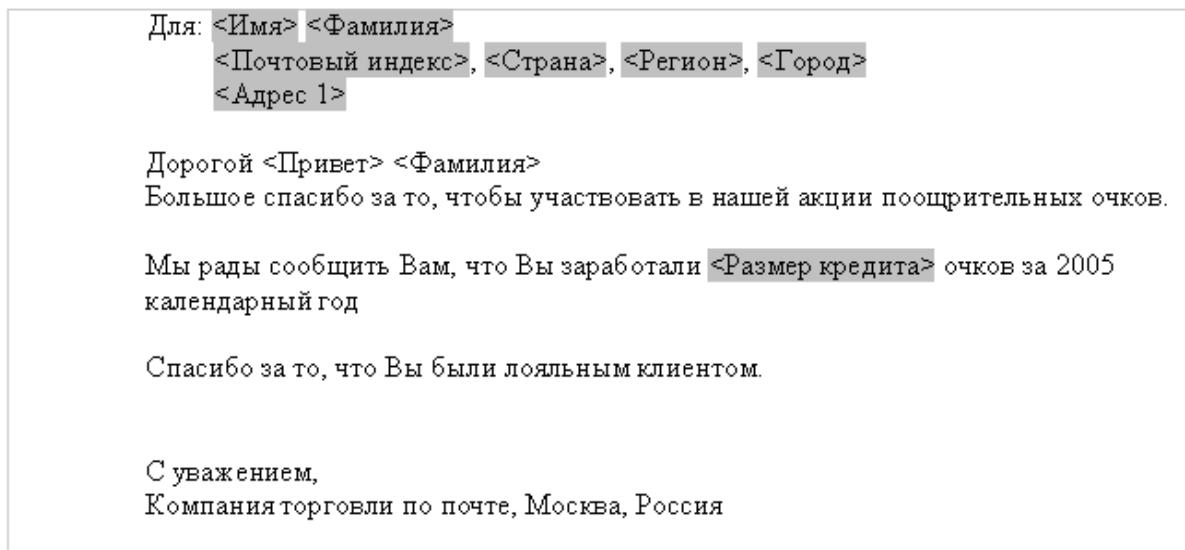 Для: <Имя> <Фамилия>
<Почтовый индекс>, <Страна>, <Регион>, <Город>
<Адрес 1>
Дорогой <Привет> <Фамилия>
Большое спасибо за то, чтобы участвовать в нашей акции поощрительных очков.
Мы рады сообщить Вам, что Вы заработали <Размер кредита> очков за 2005
календарный год
Спасибо за то, что Вы были лояльным клиентом.
С уважением,
Компания торговли по почте, Москва, Россия